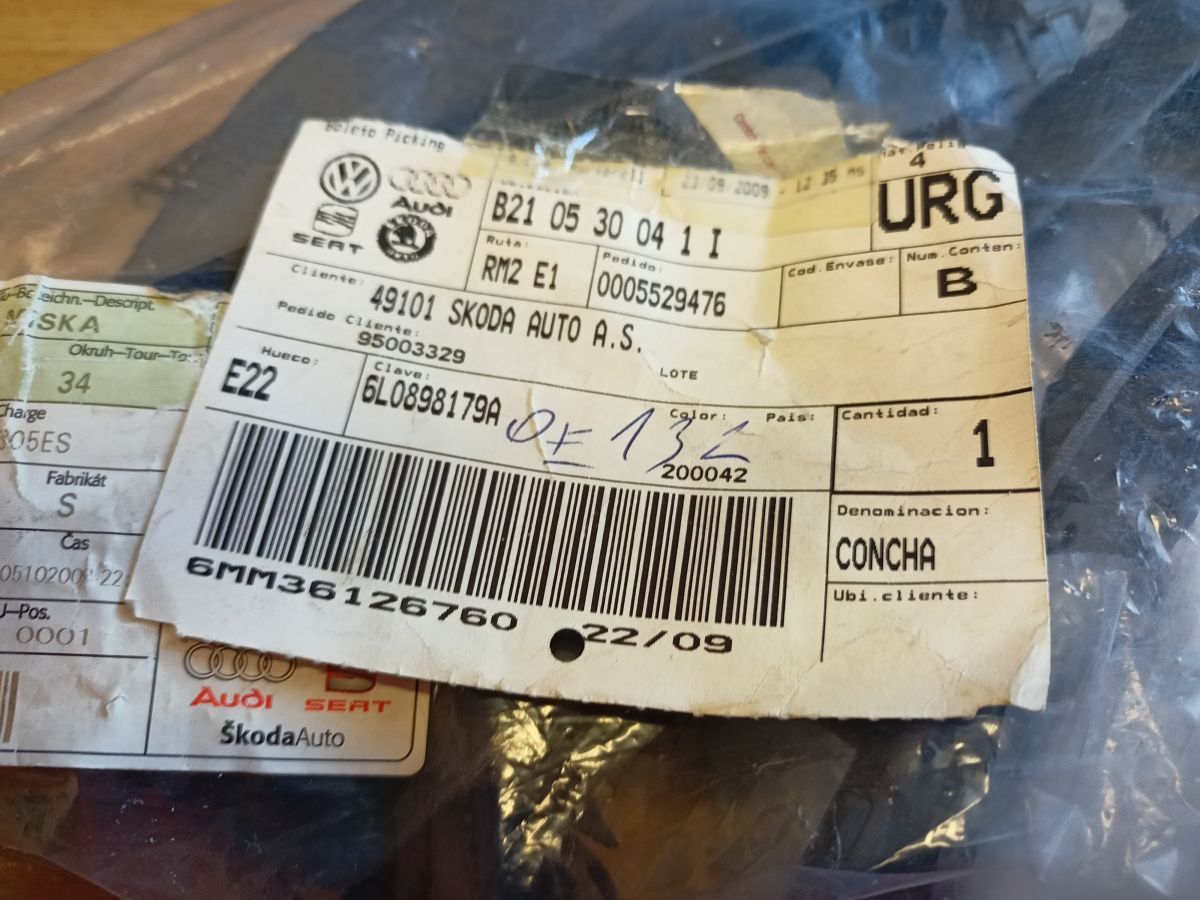 Boleto Picking
23 09 2009
4
URG
AUDI
SEAT
B21 05 30 04 1 I
Ruta:
RM2 E1
Pedido:
0005529476
Cod.Envase:
Num.Conten:
B
Cliente:
49101 SKODA AUTO A.S.
Pedido Cliente:
95003329
LOTE
Hueco:
E22
Clave:
6L0898179A
Color:
Pais:
200042
Cantidad:
1
Denominacion:
CONCHA
Ubi.cliente:
6MM36126760
22/09
eichn.–Descript.
Okruh–Tour–To
34
Charge
305ES
Fabrikát
S
Čas
–Pos.
0001
Audi
SEAT
ŠkodaAuto